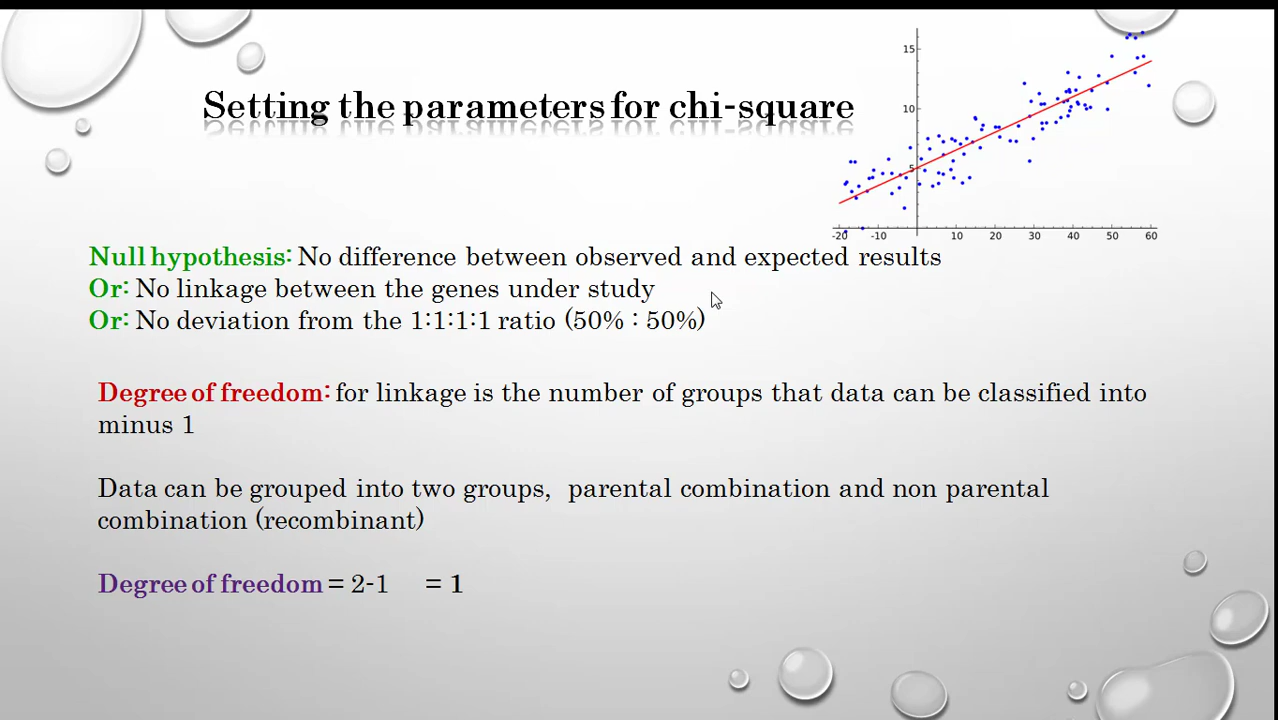 Setting the parameters for chi-square
15
10
5
-20 -10 0 10 20 30 40 50 60
Null hypothesis: No difference between observed and expected results
Or: No linkage between the genes under study
Or: No deviation from the 1:1:1:1 ratio (50% : 50%)
Degree of freedom: for linkage is the number of groups that data can be classified into
minus 1
Data can be grouped into two groups, parental combination and non parental
combination (recombinant)
Degree of freedom = 2-1 = 1